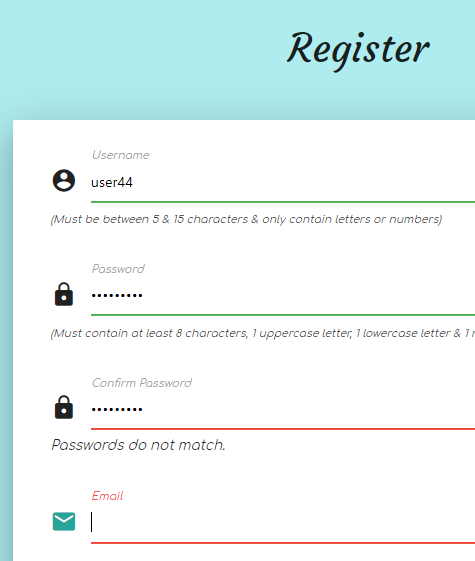 Register
Username
user44
(Must be between 5 & 15 characters & only contain letters or numbers)
Password
•••••••••
(Must contain at least 8 characters, 1 uppercase letter, 1 lowercase letter & 1
Confirm Password
•••••••••
Passwords do not match.
Email